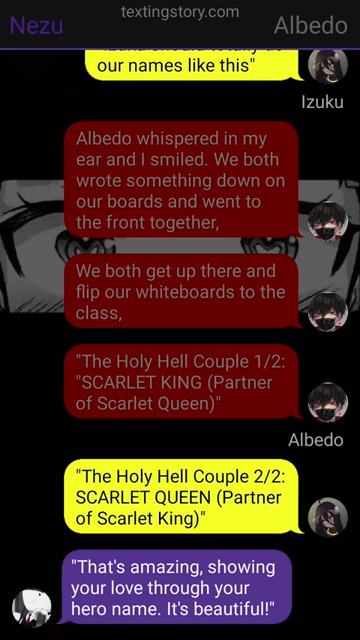 textingstory.com
Nezu
Albedo
our names like this"
Izuku
Albedo whispered in my
ear and I smiled. We both
wrote something down on
our boards and went to
the front together,
We both get up there and
flip our whiteboards to the
class,
"The Holy Hell Couple 1/2:
"SCARLET KING (Partner
of Scarlet Queen)"
Albedo
"The Holy Hell Couple 2/2:
SCARLET QUEEN (Partner
of Scarlet King)"
"That's amazing, showing
your love through your
hero name. It's beautiful!"